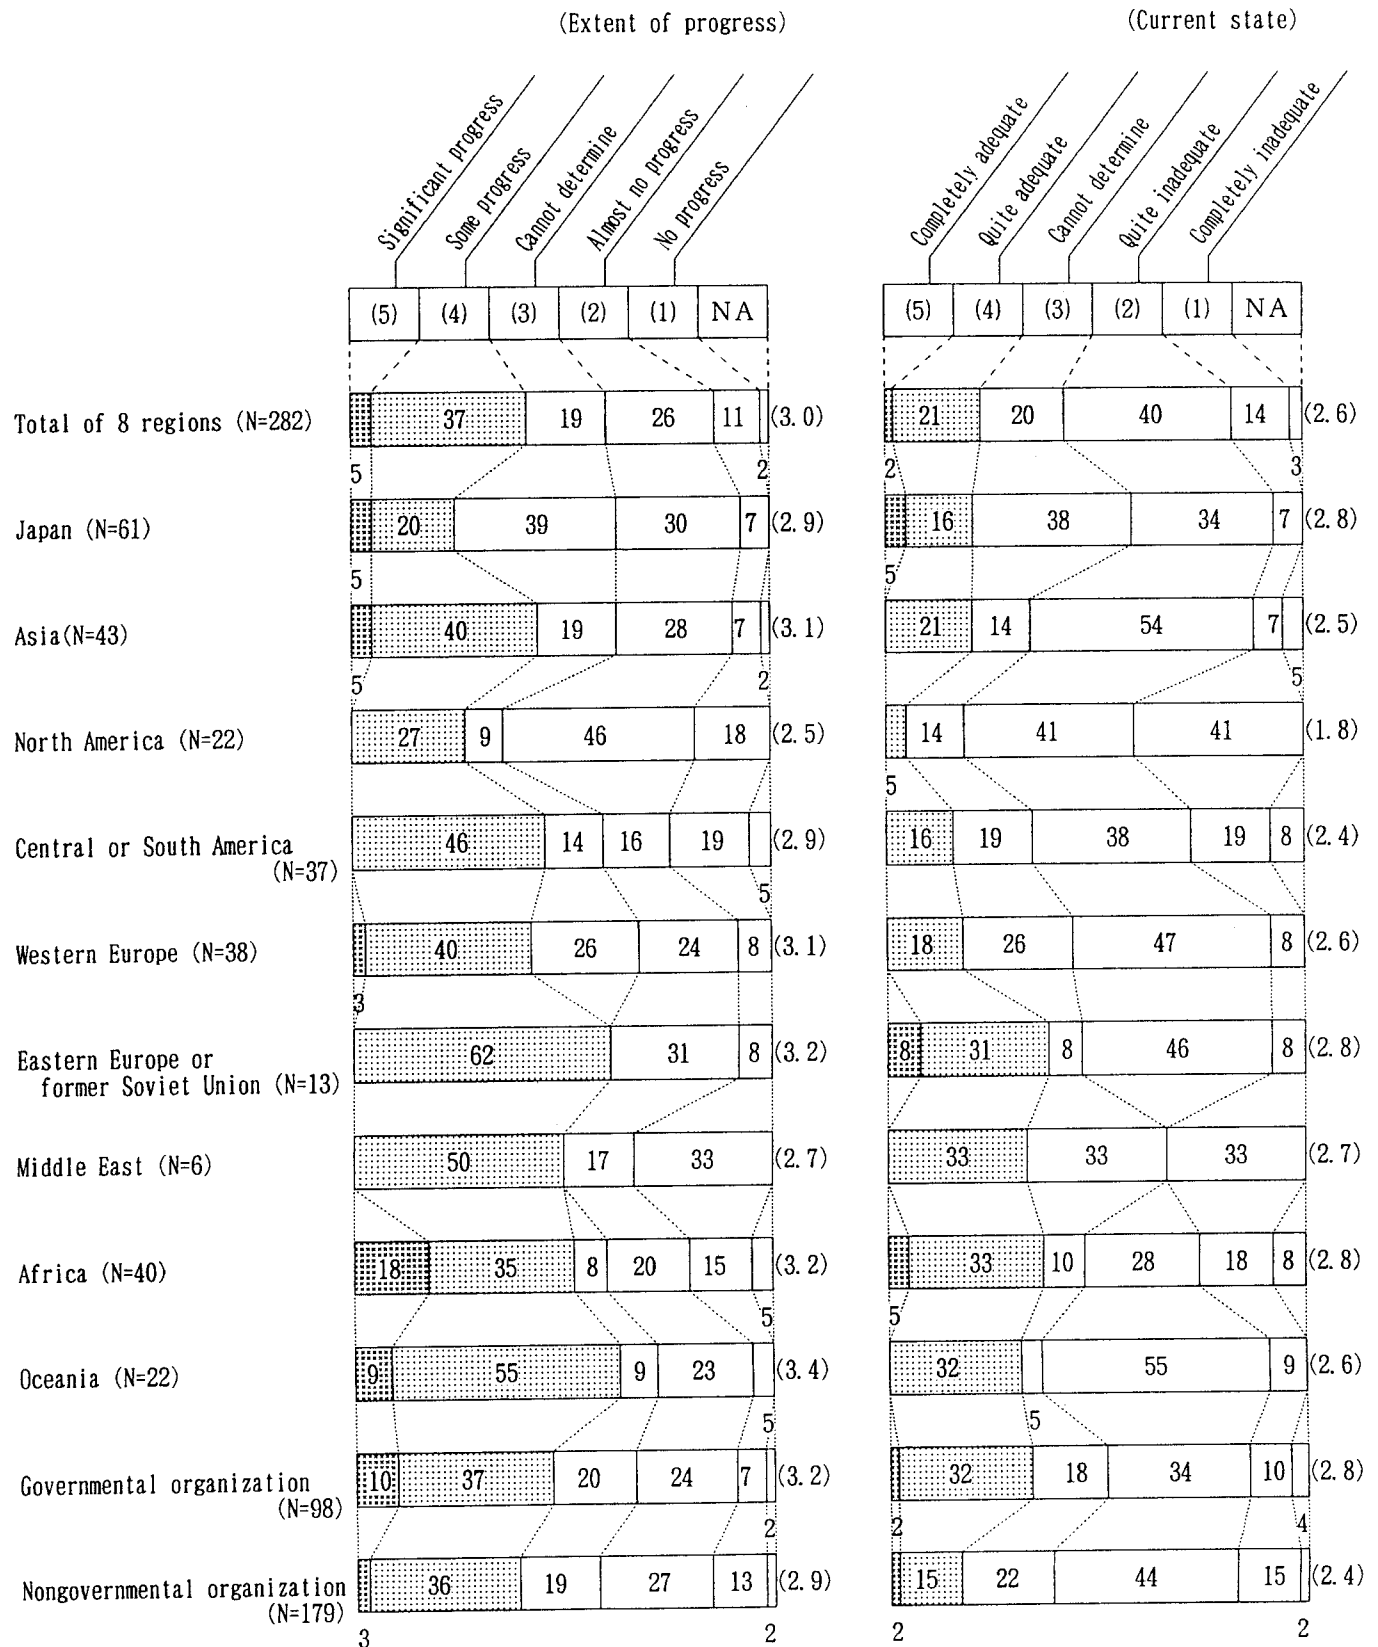 (Extent of progress) (Current state)
Significant progress
Some progress
Cannot determine
Almost no progress
No progress
Completely adequate
Quite adequate
Cannot determine
Quite inadequate
Completely inadequate
(5) (4) (3) (2) (1) NA (5) (4) (3) (2) (1) NA
Total of 8 regions (N=282) 37 19 26 11 (3.0) 21 20 40 14 (2.6)
5 2 2 3
Japan (N=61) 20 39 30 7 (2.9) 16 38 34 7 (2.8)
5 5
Asia(N=43) 40 19 28 7 (3.1) 21 14 54 7 (2.5)
5 2 5
North America (N=22) 27 9 46 18 (2.5) 14 41 41 (1.8)
5
Central or South America 46 14 16 19 (2.9) 16 19 38 19 8 (2.4)
(N=37)
5
Western Europe (N=38) 40 26 24 8 (3.1) 18 26 47 8 (2.6)
3
Eastern Europe or 62 31 8 (3.2) 8 31 8 46 8 (2.8)
former Soviet Union (N=13)
Middle East (N=6) 50 17 33 (2.7) 33 33 33 (2.7)
Africa (N=40) 18 35 8 20 15 (3.2) 33 10 28 18 8 (2.8)
5 5
Oceania (N=22) 9 55 9 23 (3.4) 32 55 9 (2.6)
5 5
Governmental organization 10 37 20 24 7 (3.2) 32 18 34 10 (2.8)
(N=98)
2 2 4
Nongovernmental organization 36 19 27 13 (2.9) 15 22 44 15 (2.4)
(N=179)
3 2 2 2